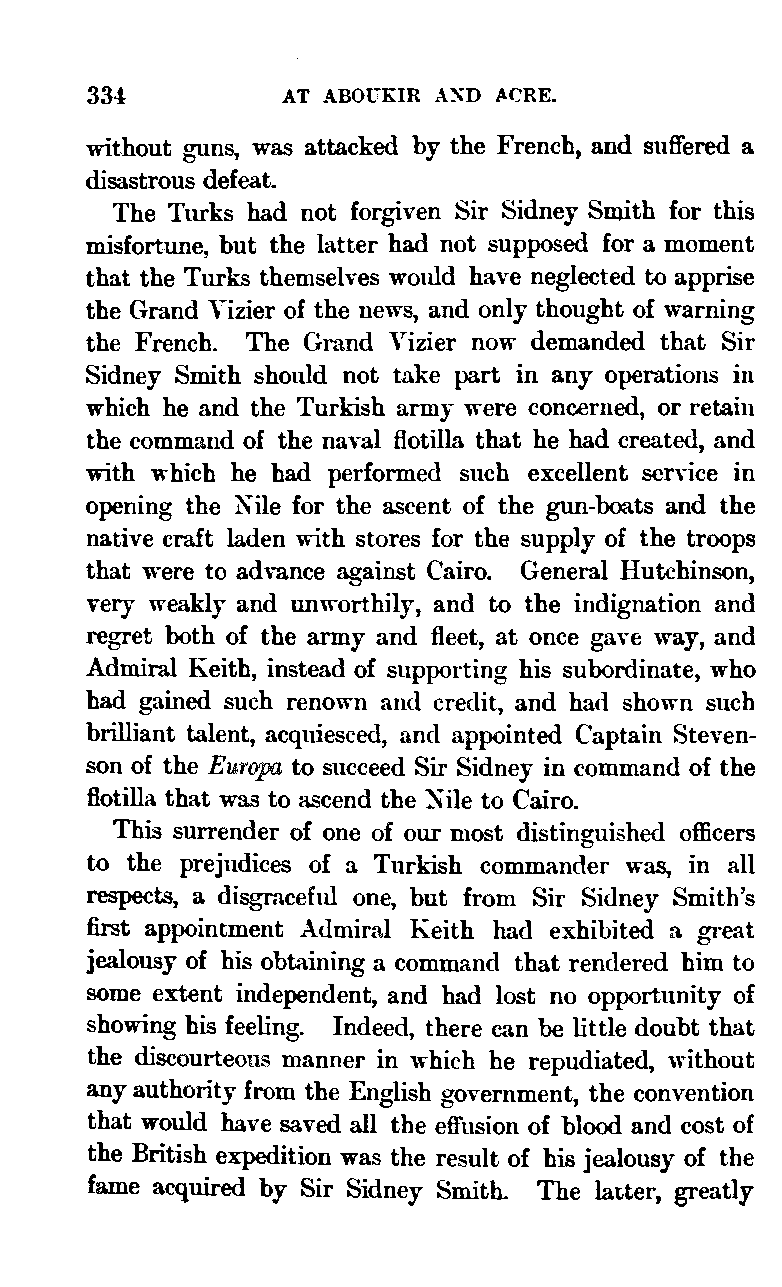 334 AT ABOUKIR AND ACRE.
without guns, was attacked by the French, and suffered a
disastrous defeat.
The Turks had not forgiven Sir Sidney Smith for this
misfortune, but the latter had not supposed for a moment
that the Turks themselves would have neglected to apprise
the Grand Vizier of the news, and only thought of warning
the French. The Grand Vizier now demanded that Sir
Sidney Smith should not take part in any operations in
which he and the Turkish army were concerned, or retain
the command of the naval flotilla that he had created, and
with which he had performed such excellent service in
opening the Nile for the ascent of the gun-boats and the
native craft laden with stores for the supply of the troops
that were to advance against Cairo. General Hutchinson,
very weakly and unworthily, and to the indignation and
regret both of the army and fleet, at once gave way, and
Admiral Keith, instead of supporting his subordinate, who
had gained such renown and credit, and had shown such
brilliant talent, acquiesced, and appointed Captain Steven-
son of the Europa to succeed Sir Sidney in command of the
flotilla that was to ascend the Nile to Cairo.
This surrender of one of our most distinguished officers
to the prejudices of a Turkish commander was, in all
respects, a disgraceful one, but from Sir Sidney Smith's
first appointment Admiral Keith had exhibited a great
jealousy of his obtaining a command that rendered him to
some extent independent, and had lost no opportunity of
showing his feeling. Indeed, there can be little doubt that
the discourteous manner in which he repudiated, without
any authority from the English government, the convention
that would have saved all the effusion of blood and cost of
the British expedition was the result of his jealousy of the
fame acquired by Sir Sidney Smith. The latter, greatly